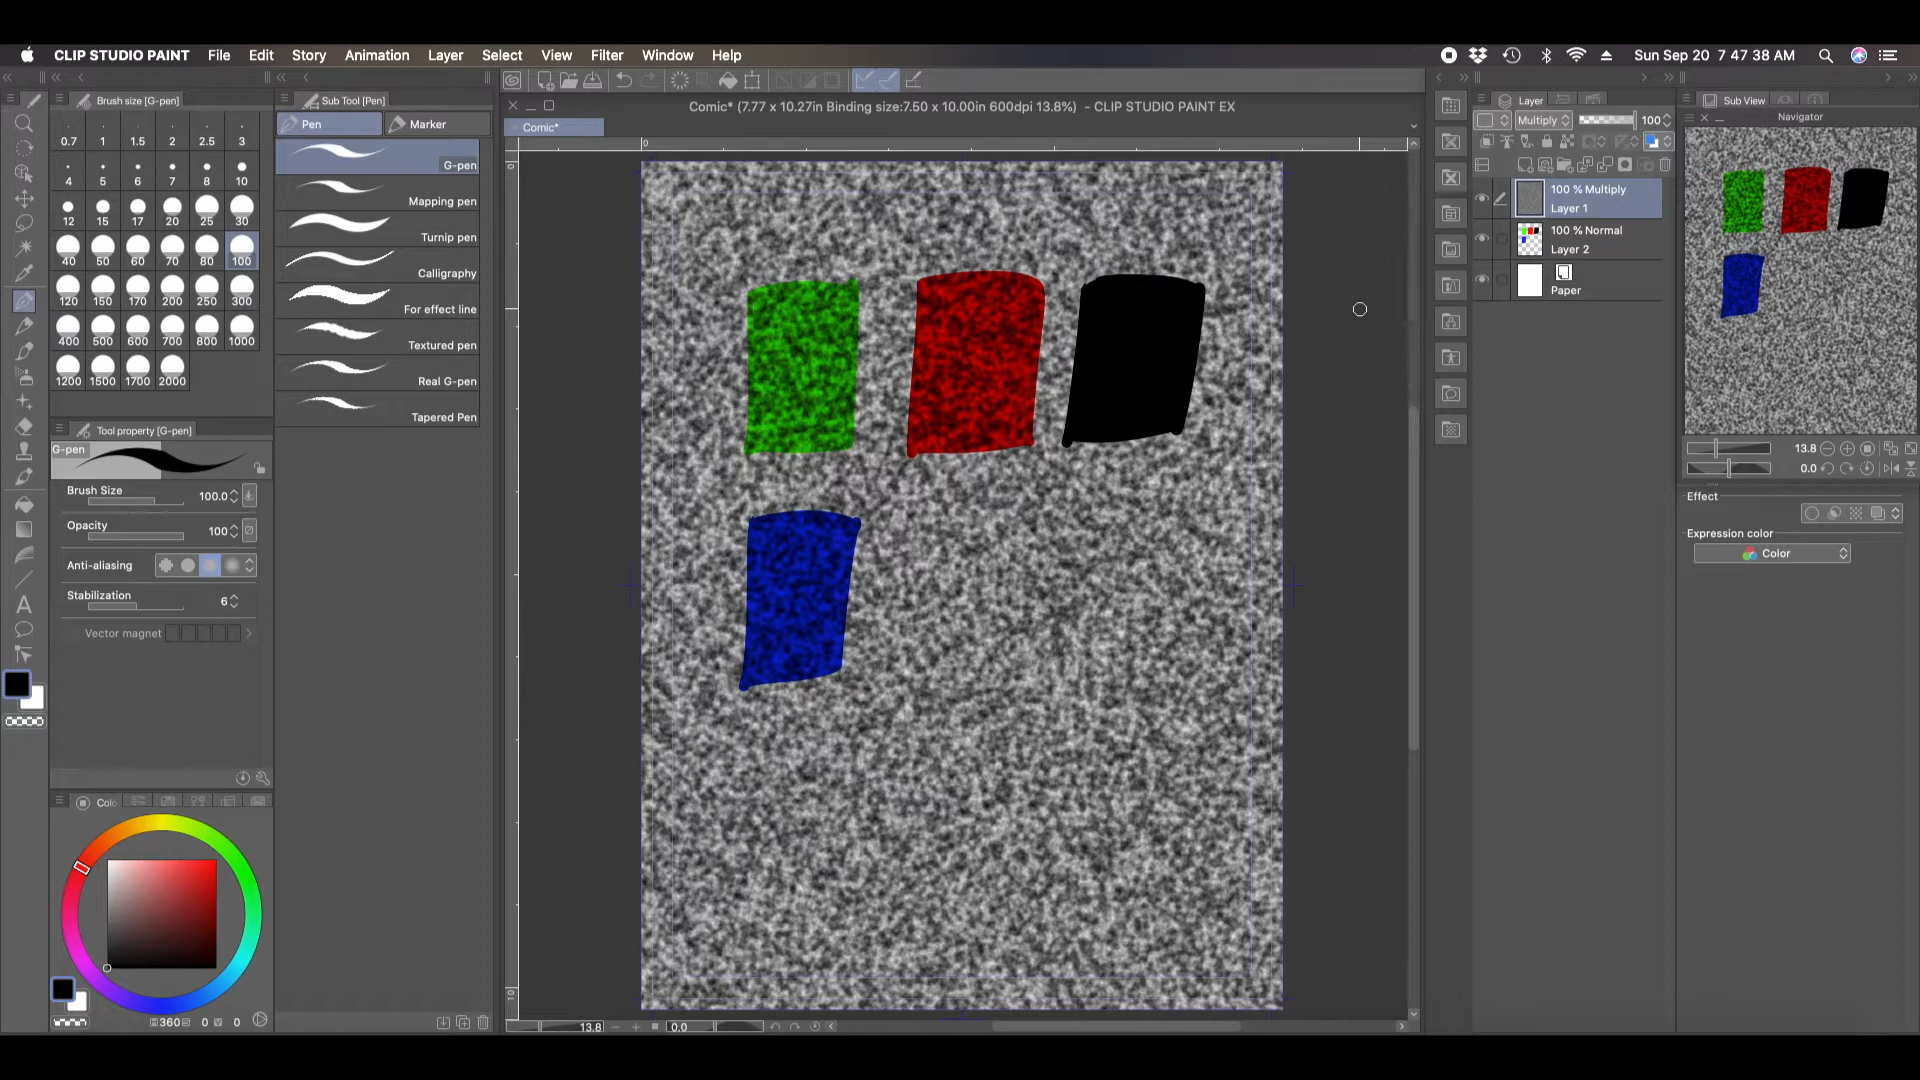 CLIP STUDIO PAINT File Edit Story Animation Layer Select View Filter Window Help Sun Sep 20 7 47 38 AM
Brush size [G-pen] Sub Tool [Pen] Comic* (7.77 x 10.27in Binding size:7.50 x 10.00in 600dpi 13.8%) - CLIP STUDIO PAINT EX Layer Sub View
Pen Marker Comic* Multiply 100 Navigator
0.7 1 1.5 2 2.5 3
4 5 6 7 8 10
12 15 17 20 25 30
40 50 60 70 80 100
120 150 170 200 250 300
400 500 600 700 800 1000
1200 1500 1700 2000
G-pen
Mapping pen
Turnip pen
Calligraphy
For effect line
Textured pen
Real G-pen
Tapered Pen
Tool property [G-pen]
G-pen
Brush Size 100.0
Opacity 100
Anti-aliasing
Stabilization 6
Vector magnet
Colo
360 0 V 0
0
0
10
13.8 0.0
100 % Multiply
Layer 1
100 % Normal
Layer 2
Paper
13.8
0.0
Effect
Expression color
Color
A